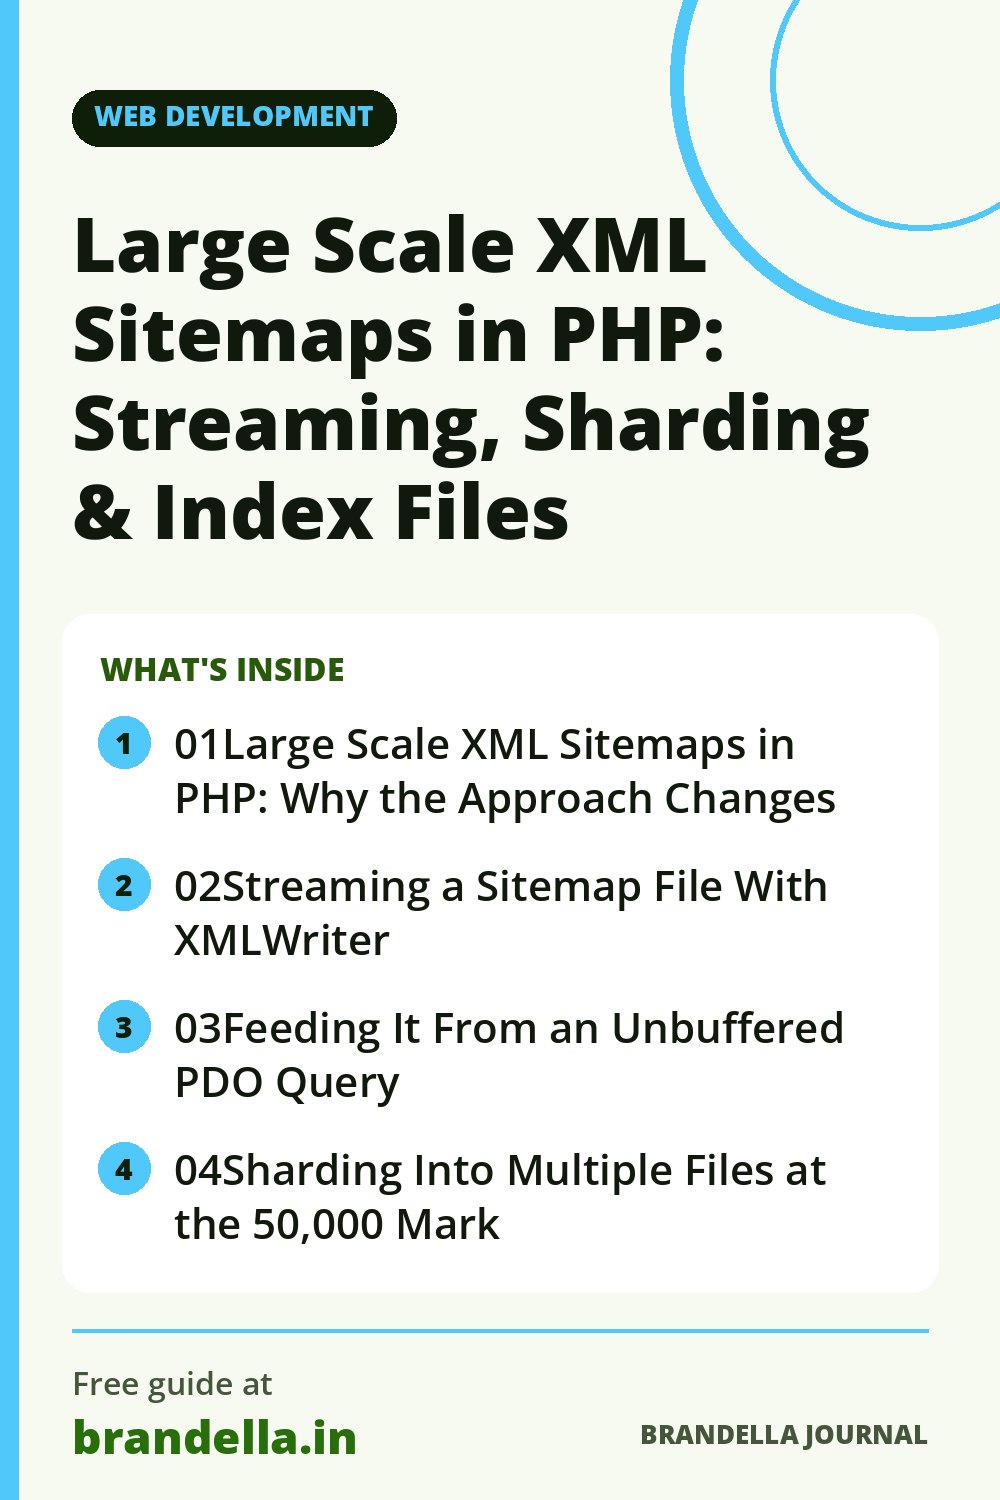 WEB DEVELOPMENT
Large Scale XML
Sitemaps in PHP:
Streaming, Sharding
& Index Files
WHAT'S INSIDE
1 01Large Scale XML Sitemaps in
PHP: Why the Approach Changes
2 02Streaming a Sitemap File With
XMLWriter
3 03Feeding It From an Unbuffered
PDO Query
4 04Sharding Into Multiple Files at
the 50,000 Mark
Free guide at
brandella.in
BRANDELLA JOURNAL